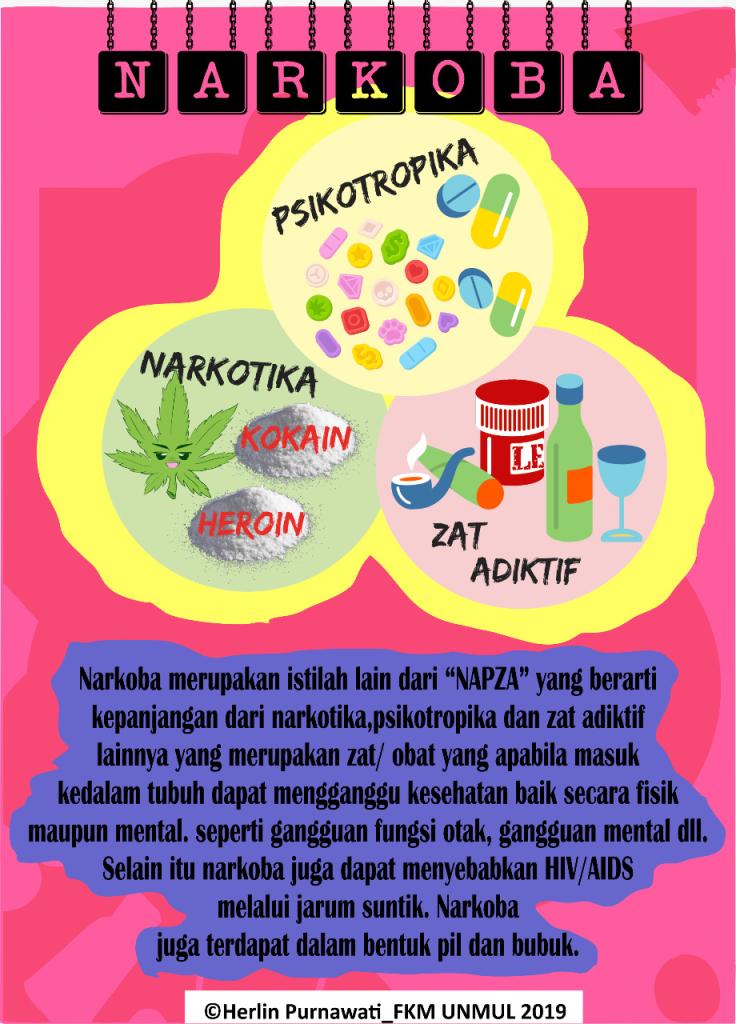 NARKOBA
PSIKOTROPIKA
NARKOTIKA
KOKAIN
HEROIN
LE
ZAT
ADIKTIF
Narkoba merupakan istilah lain dari “NAPZA” yang berarti
kepanjangan dari narkotika,psikotropika dan zat adiktif
lainnya yang merupakan zat/ obat yang apabila masuk
kedalam tubuh dapat mengganggu kesehatan baik secara fisik
maupun mental. seperti gangguan fungsi otak, gangguan mental dll.
Selain itu narkoba juga dapat menyebabkan HIV/AIDS
melalui jarum suntik. Narkoba
juga terdapat dalam bentuk pil dan bubuk.
©Herlin Purnawati_FKM UNMUL 2019